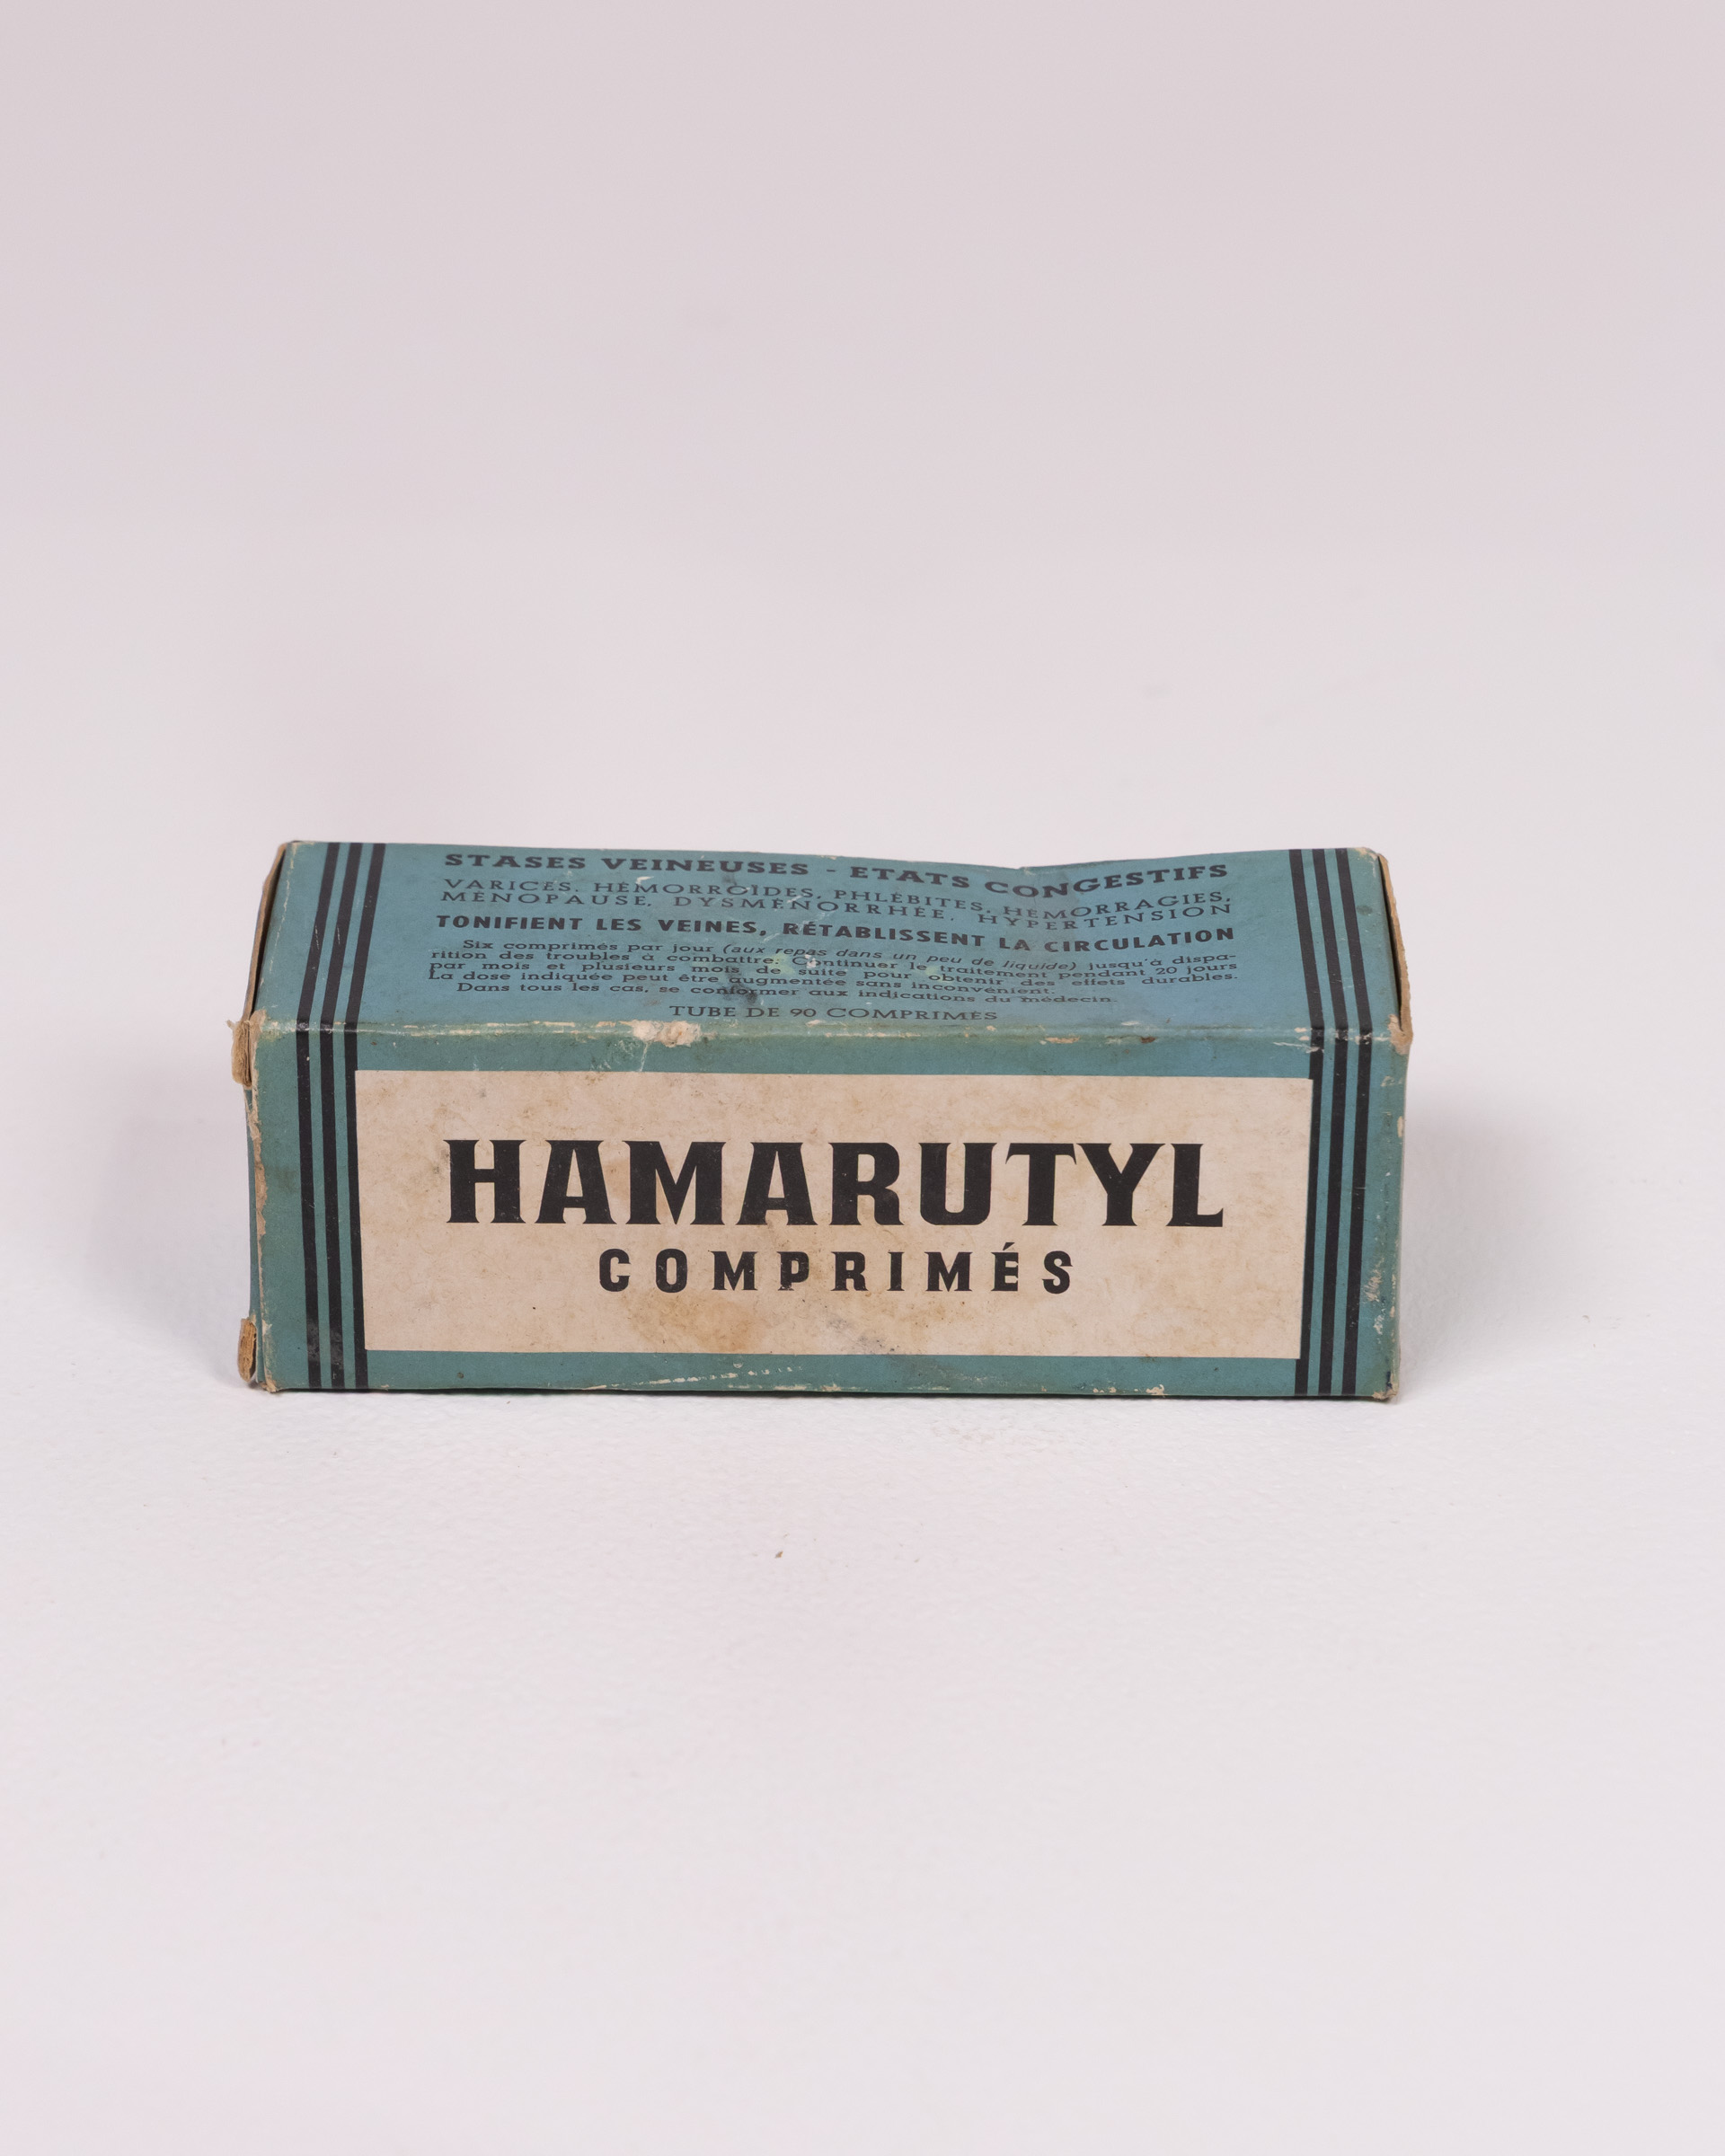 STASES VEINEUSES - ETATS CONGESTIFS
VARICES, HÉMORROÏDES, PHLÉBITES, HÉMORRAGIES,
MÉNOPAUSE, DYSMÉNORRHÉE, HYPERTENSION
TONIFIENT LES VEINES, RÉTABLISSENT LA CIRCULATION
Six comprimés par jour (aux repas dans un peu de liquide) jusqu'à dispa-
rition des troubles à combattre. Continuer le traitement pendant 20 jours
par mois et plusieurs mois de suite pour obtenir des effets durables.
La dose indiquée peut être augmentée sans inconvénient.
Dans tous les cas, se conformer aux indications du médecin.
TUBE DE 90 COMPRIMÉS
HAMARUTYL
COMPRIMÉS